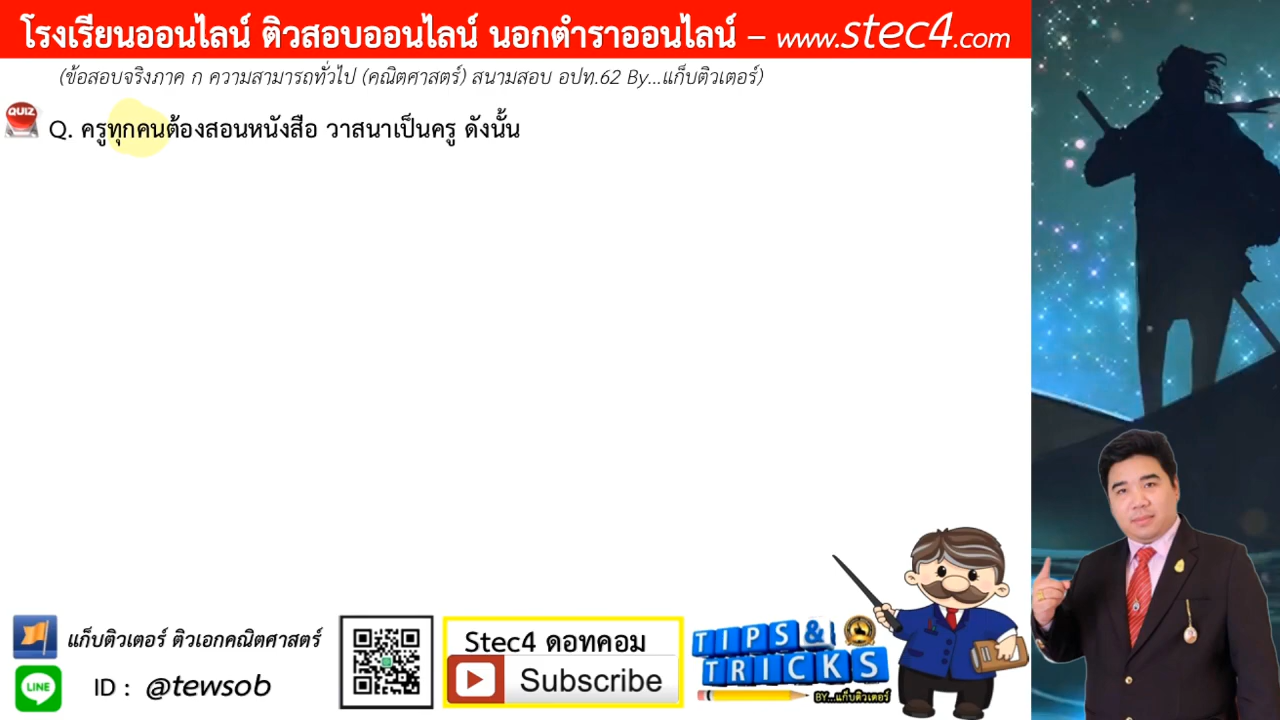 โรงเรียนออนไลน์ ติวสอบออนไลน์ นอกตำราออนไลน์ – www.stec4.com
(ข้อสอบจริงภาค ก ความสามารถทั่วไป (คณิตศาสตร์) สนามสอบ อปท.62 By...แก็บติวเตอร์)
QUIZ
Q. ครูทุกคนต้องสอนหนังสือ วาสนาเป็นครู ดังนั้น
แก็บติวเตอร์ ติวเอกคณิตศาสตร์
LINE
ID : @tewsob
Stec4 ดอทคอม
Subscribe
TIPS &
TRICKS
BY...แก็บติวเตอร์